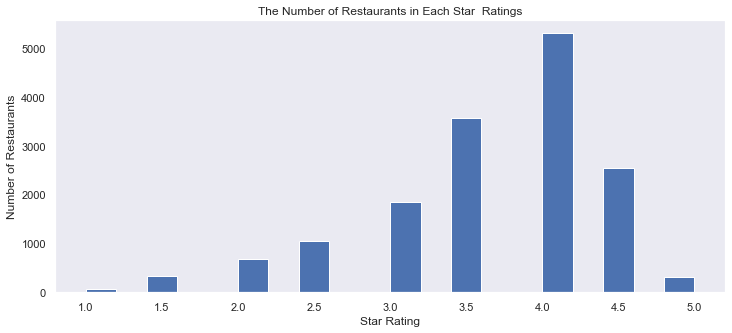 The Number of Restaurants in Each Star  Ratings
Number of Restaurants
5000
4000
3000
2000
1000
0
1.0 1.5 2.0 2.5 3.0 3.5 4.0 4.5 5.0
Star Rating